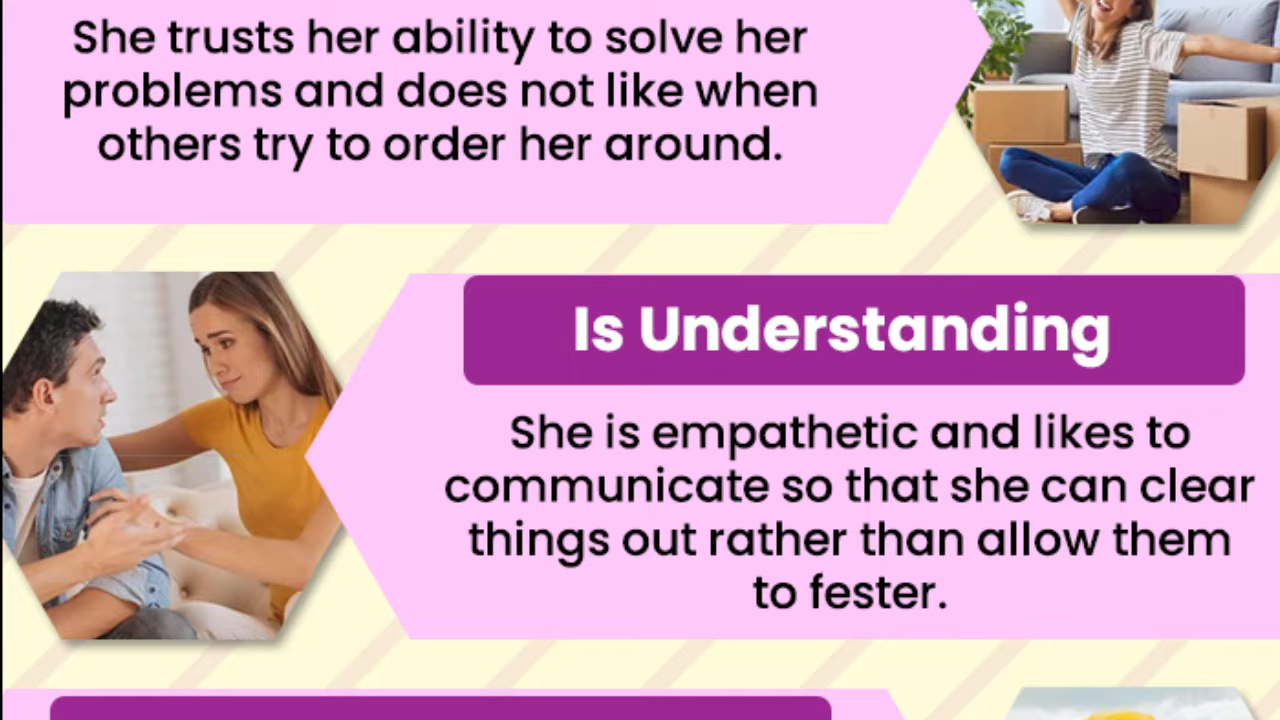 She trusts her ability to solve her
problems and does not like when
others try to order her around.
Is Understanding
She is empathetic and likes to
communicate so that she can clear
things out rather than allow them
to fester.